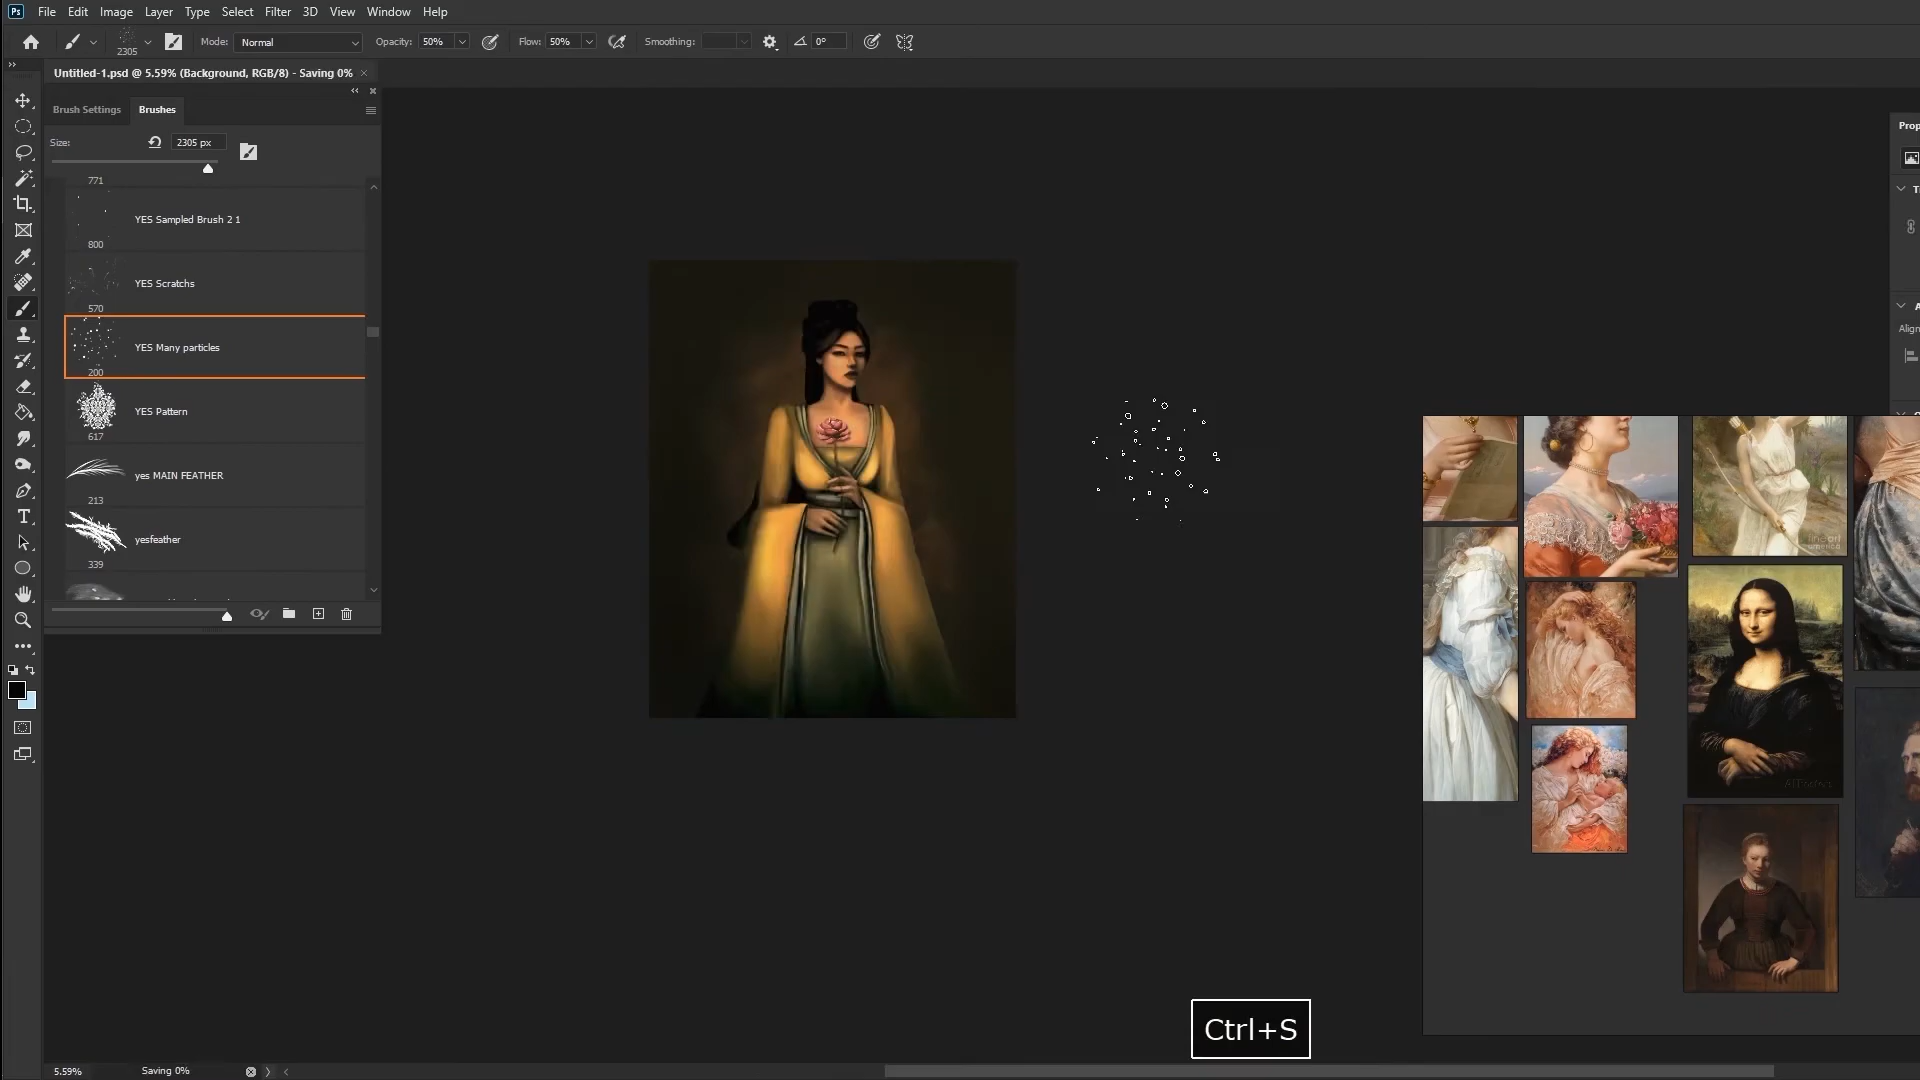 Ps File Edit Image Layer Type Select Filter 3D View Window Help
2305 Mode: Normal Opacity: 50% Flow: 50% Smoothing: 0°
Untitled-1.psd @ 5.59% (Background, RGB/8) - Saving 0% ×
Brush Settings Brushes
Size: 2305 px
771
YES Sampled Brush 2 1
800
YES Scratchs
570
YES Many particles
200
YES Pattern
617
yes MAIN FEATHER
213
yesfeather
339
Prop
Align
fineart
america
Ctrl+S
5.59% Saving 0%